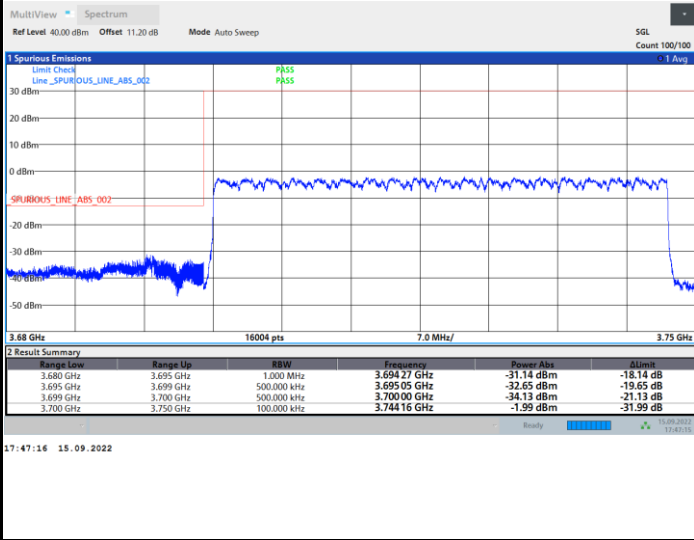 MultiView Spectrum
Ref Level 40.00 dBm Offset 11.20 dB Mode Auto Sweep SGL
Count 100/100
1 Spurious Emissions 1 Avg
Limit Check PASS
Line _SPURIOUS_LINE_ABS_002 PASS
30 dBm
20 dBm
10 dBm
0 dBm
_SPURIOUS_LINE_ABS_002
-20 dBm
-30 dBm
-40 dBm
-50 dBm
3.68 GHz 16004 pts 7.0 MHz/ 3.75 GHz
2 Result Summary
Range Low Range Up RBW Frequency Power Abs ΔLimit
3.680 GHz 3.695 GHz 1.000 MHz 3.694 27 GHz -31.14 dBm -18.14 dB
3.695 GHz 3.699 GHz 500.000 kHz 3.695 05 GHz -32.65 dBm -19.65 dB
3.699 GHz 3.700 GHz 500.000 kHz 3.700 00 GHz -34.13 dBm -21.13 dB
3.700 GHz 3.750 GHz 100.000 kHz 3.744 16 GHz -1.99 dBm -31.99 dB
Ready 15.09.2022
17:47:15
17:47:16 15.09.2022